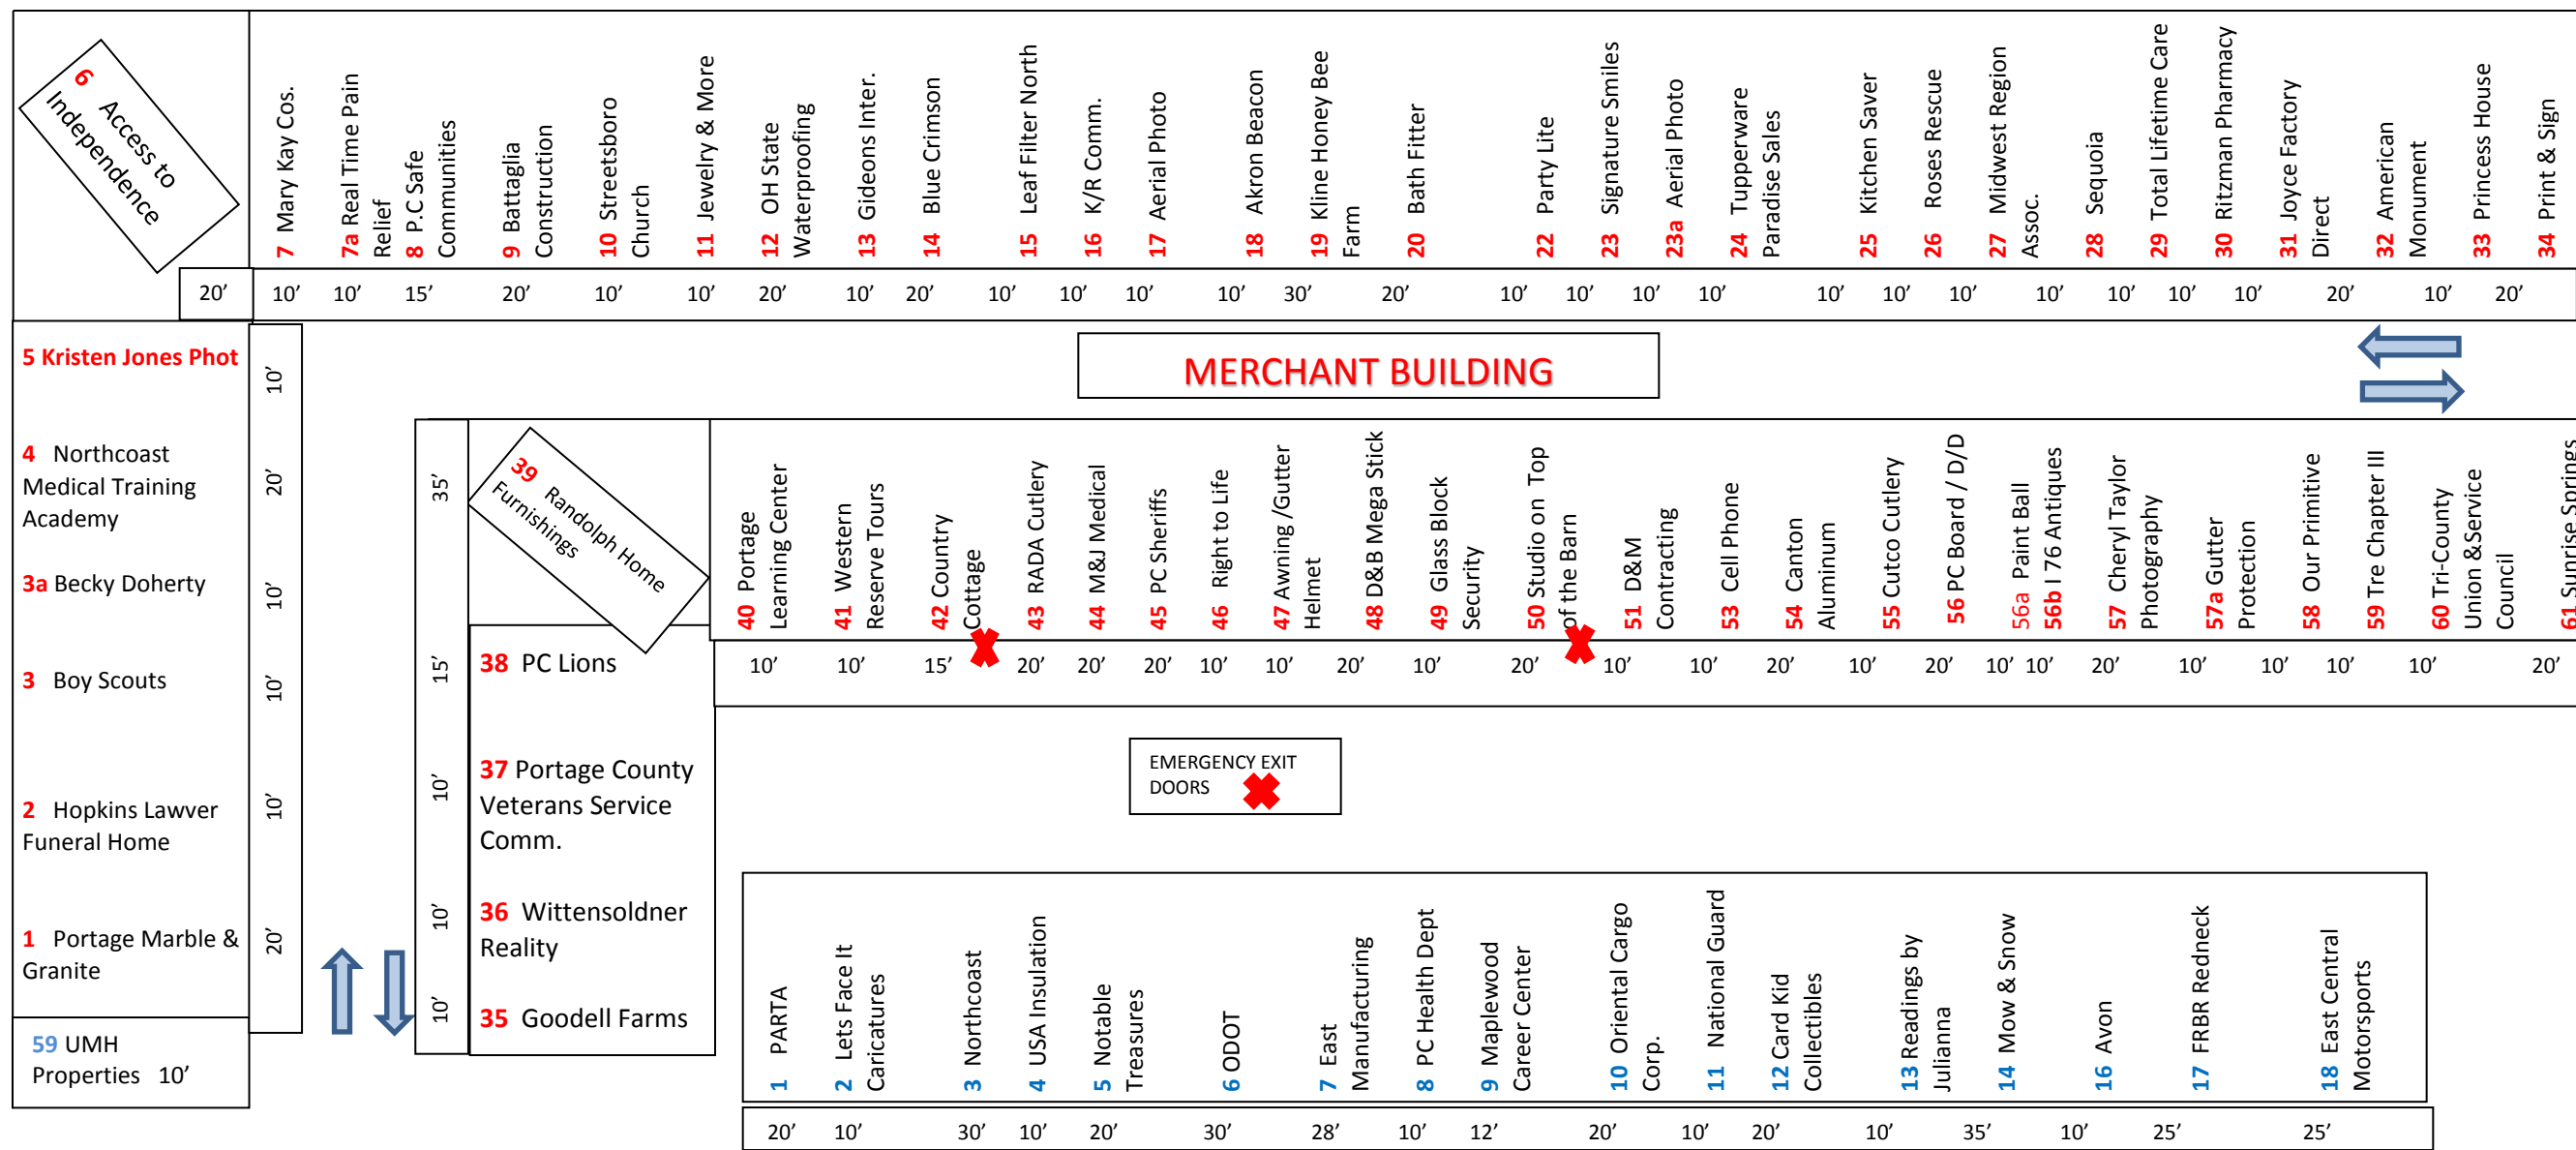 6 Access to
Independence
7 Mary Kay Cos.
7a Real Time Pain
Relief
8 P.C Safe
Communities
9 Battaglia
Construction
10 Streetsboro
Church
11 Jewelry & More
12 OH State
Waterproofing
13 Gideons Inter.
14 Blue Crimson
15 Leaf Filter North
16 K/R Comm.
17 Aerial Photo
18 Akron Beacon
19 Kline Honey Bee
Farm
20 Bath Fitter
22 Party Lite
23 Signature Smiles
23a Aerial Photo
24 Tupperware
Paradise Sales
25 Kitchen Saver
26 Roses Rescue
27 Midwest Region
Assoc.
28 Sequoia
29 Total Lifetime Care
30 Ritzman Pharmacy
31 Joyce Factory
Direct
32 American
Monument
33 Princess House
34 Print & Sign
20’ 10’ 10’ 15’ 20’ 10’ 10’ 20’ 10’ 20’ 10’ 10’ 10’ 10’ 30’ 20’ 10’ 10’ 10’ 10’ 10’ 10’ 10’ 10’ 10’ 10’ 10’ 20’ 10’ 20’
MERCHANT BUILDING
5 Kristen Jones Phot
10’
4 Northcoast
Medical Training
Academy
20’
3a Becky Doherty
10’
3 Boy Scouts
10’
2 Hopkins Lawver
Funeral Home
10’
1 Portage Marble &
Granite
20’
59 UMH
Properties 10’
35’
39 Randolph Home
Furnishings
15’
38 PC Lions
10’
37 Portage County
Veterans Service
Comm.
10’
36 Wittensoldner
Reality
10’
35 Goodell Farms
40 Portage
Learning Center
41 Western
Reserve Tours
42 Country
Cottage
43 RADA Cutlery
44 M&J Medical
45 PC Sheriffs
46 Right to Life
47 Awning /Gutter
Helmet
48 D&B Mega Stick
49 Glass Block
Security
50 Studio on Top
of the Barn
51 D&M
Contracting
53 Cell Phone
54 Canton
Aluminum
55 Cutco Cutlery
56 PC Board / D/D
56a Paint Ball
56b I 76 Antiques
57 Cheryl Taylor
Photography
57a Gutter
Protection
58 Our Primitive
59 Tre Chapter III
60 Tri-County
Union &Service
Council
61 Sunrise Springs
10’ 10’ 15’ 20’ 20’ 20’ 10’ 10’ 20’ 10’ 20’ 10’ 10’ 20’ 10’ 20’ 10’ 10’ 20’ 10’ 10’ 10’ 10’ 20’
EMERGENCY EXIT
DOORS
1 PARTA
2 Lets Face It
Caricatures
3 Northcoast
4 USA Insulation
5 Notable
Treasures
6 ODOT
7 East
Manufacturing
8 PC Health Dept
9 Maplewood
Career Center
10 Oriental Cargo
Corp.
11 National Guard
12 Card Kid
Collectibles
13 Readings by
Julianna
14 Mow & Snow
16 Avon
17 FRBR Redneck
18 East Central
Motorsports
20’ 10’ 30’ 10’ 20’ 30’ 28’ 10’ 12’ 20’ 10’ 20’ 10’ 35’ 10’ 25’ 25’